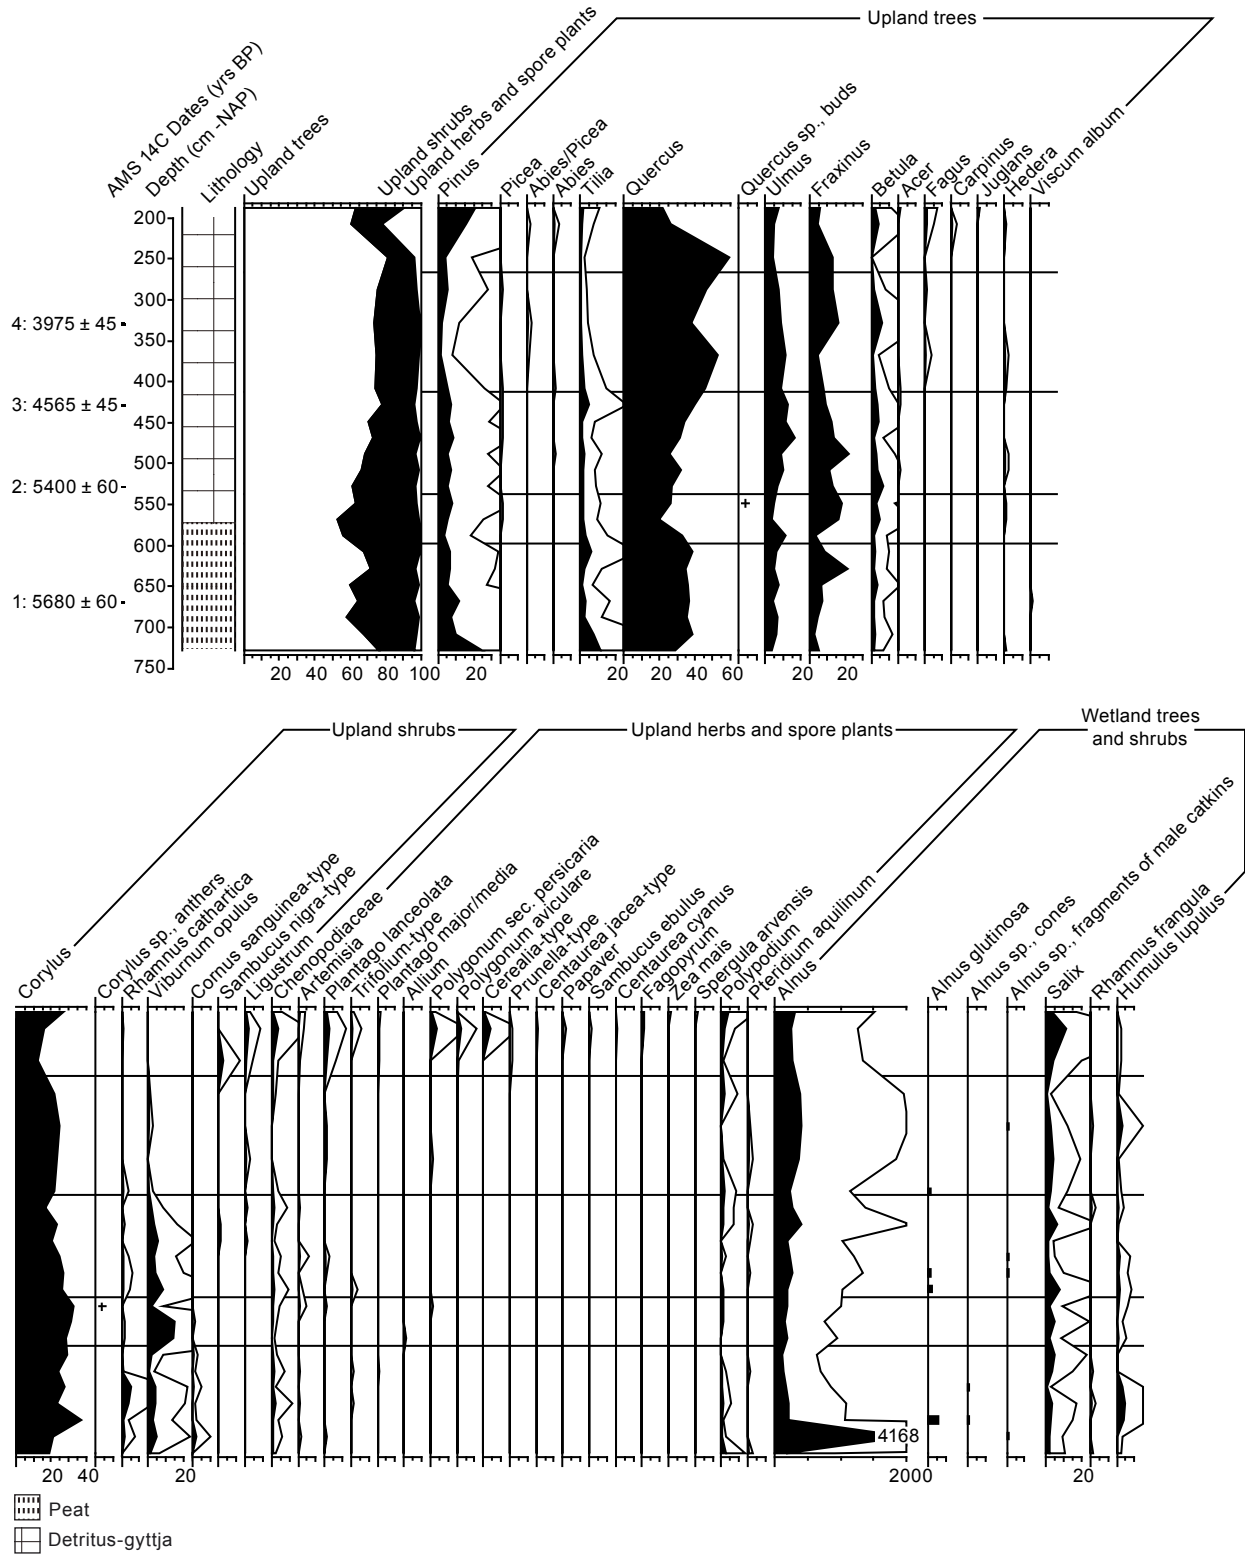 Upland trees
AMS 14C Dates (yrs BP)
Depth (cm -NAP)
Lithology
Upland trees
Upland shrubs
Upland herbs and spore plants
Pinus
Picea
Abies/Picea
Abies
Tilia
Quercus
Quercus sp., buds
Ulmus
Fraxinus
Betula
Acer
Fagus
Carpinus
Juglans
Hedera
Viscum album
200
250
300
4: 3975 ± 45
350
400
3: 4565 ± 45
450
500
2: 5400 ± 60
550
+
600
650
1: 5680 ± 60
700
750
20 40 60 80 100 20 20 20 40 60 20 20
Upland shrubs
Upland herbs and spore plants
Wetland trees
and shrubs
Corylus
Corylus sp., anthers
Rhamnus cathartica
Viburnum opulus
Cornus sanguinea-type
Sambucus nigra-type
Ligustrum
Chenopodiaceae
Artemisia
Plantago lanceolata
Trifolium-type
Plantago major/media
Allium
Polygonum sec. persicaria
Polygonum aviculare
Cerealia-type
Prunella-type
Centaurea jacea-type
Papaver
Sambucus ebulus
Centaurea cyanus
Fagopyrum
Zea mais
Spergula arvensis
Polypodium
Pteridium aquilinum
Alnus
Alnus glutinosa
Alnus sp., cones
Alnus sp., fragments of male catkins
Salix
Rhamnus frangula
Humulus lupulus
+
4168
20 40 20 2000 20
Peat
Detritus-gyttja